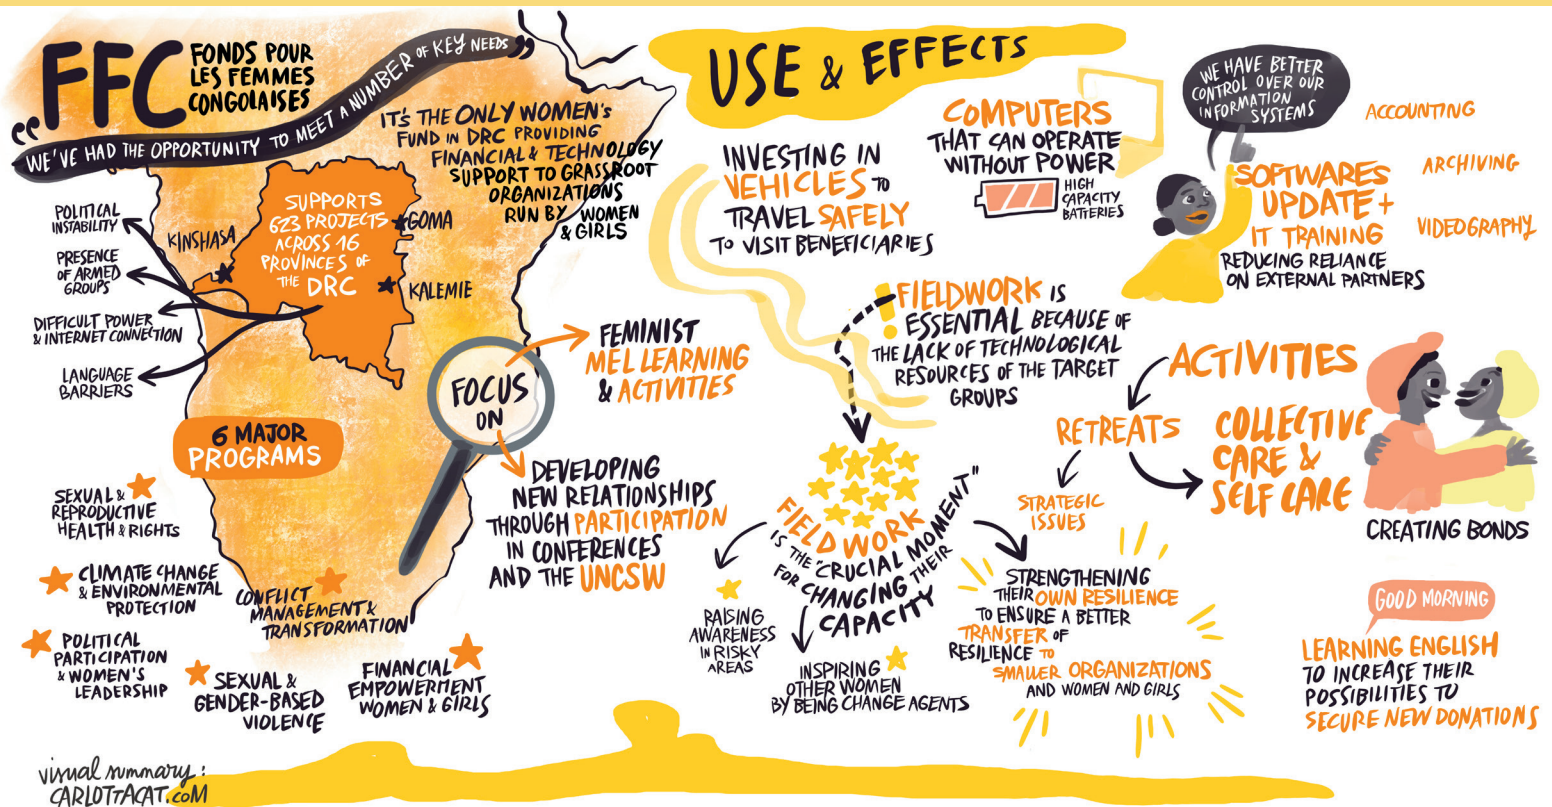 FFC
FONDS POUR
LES FEMMES
CONGOLAISES
"WE'VE HAD THE OPPORTUNITY TO MEET A NUMBER OF KEY NEEDS"
IT'S THE ONLY WOMEN'S
FUND IN DRC PROVIDING
FINANCIAL & TECHNOLOGY
SUPPORT TO GRASSROOT
ORGANIZATIONS
RUN BY WOMEN
& GIRLS
SUPPORTS
623 PROJECTS
ACROSS 16
PROVINCES OF
THE DRC
KINSHASA
GOMA
KALEMIE
POLITICAL
INSTABILITY
PRESENCE
OF ARMED
GROUPS
DIFFICULT POWER
& INTERNET CONNECTION
LANGUAGE
BARRIERS
FOCUS
ON
FEMINIST
MEL LEARNING
& ACTIVITIES
DEVELOPING
NEW RELATIONSHIPS
THROUGH PARTICIPATION
IN CONFERENCES
AND THE UNCSW
6 MAJOR
PROGRAMS
SEXUAL &
REPRODUCTIVE
HEALTH & RIGHTS
CLIMATE CHANGE
& ENVIRONMENTAL
PROTECTION
CONFLICT
MANAGEMENT &
TRANSFORMATION
POLITICAL
PARTICIPATION
& WOMEN'S
LEADERSHIP
SEXUAL &
GENDER-BASED
VIOLENCE
FINANCIAL
EMPOWERMENT
WOMEN & GIRLS
visual summary:
CARLOTTACAT.COM
USE & EFFECTS
INVESTING IN
VEHICLES TO
TRAVEL SAFELY
TO VISIT BENEFICIARIES
COMPUTERS
THAT CAN OPERATE
WITHOUT POWER
HIGH
CAPACITY
BATTERIES
WE HAVE BETTER
CONTROL OVER OUR
INFORMATION
SYSTEMS
SOFTWARES
UPDATE +
IT TRAINING
REDUCING RELIANCE
ON EXTERNAL PARTNERS
ACCOUNTING
ARCHIVING
VIDEOGRAPHY
! FIELDWORK IS
ESSENTIAL BECAUSE OF
THE LACK OF TECHNOLOGICAL
RESOURCES OF THE TARGET
GROUPS
FIELD WORK
IS THE "CRUCIAL MOMENT"
FOR CHANGING THEIR
CAPACITY
RAISING
AWARENESS
IN RISKY
AREAS
INSPIRING
OTHER WOMEN
BY BEING CHANGE AGENTS
STRENGTHENING
THEIR OWN RESILIENCE
TO ENSURE A BETTER
TRANSFER OF
RESILIENCE TO
SMALLER ORGANIZATIONS
AND WOMEN AND GIRLS
ACTIVITIES
RETREATS
STRATEGIC
ISSUES
COLLECTIVE
CARE &
SELF CARE
CREATING BONDS
GOOD MORNING
LEARNING ENGLISH
TO INCREASE THEIR
POSSIBILITIES TO
SECURE NEW DONATIONS